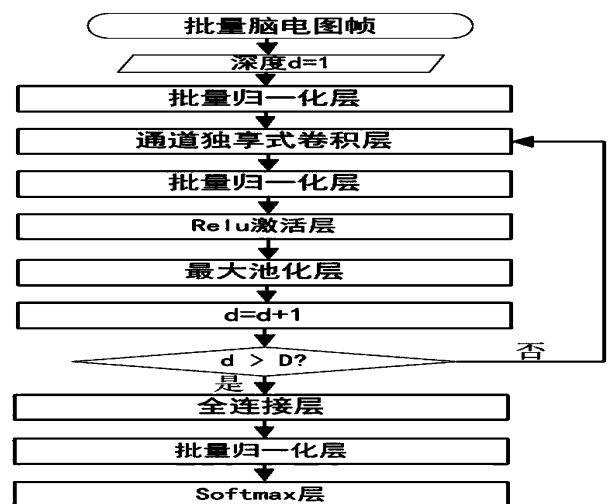 批量脑电图帧
深度d=1
批量归一化层
通道独享式卷积层
批量归一化层
Relu激活层
最大池化层
d=d+1
d > D?
否
是
全连接层
批量归一化层
Softmax层